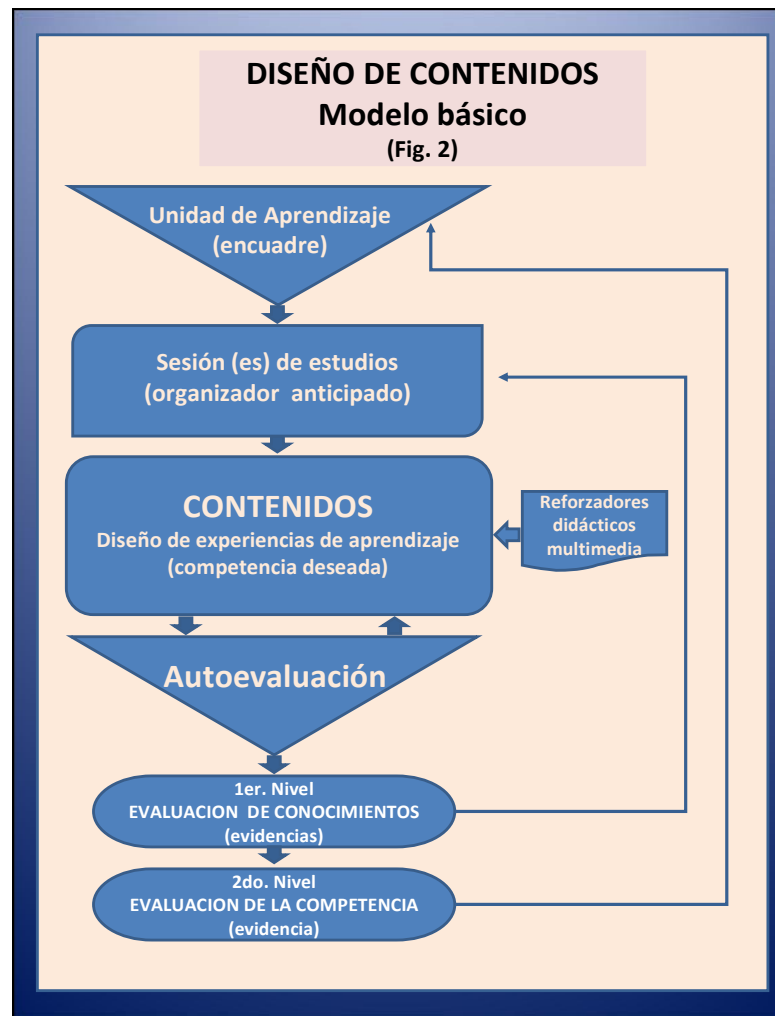 DISEÑO DE CONTENIDOS
Modelo básico
(Fig. 2)
Unidad de Aprendizaje
(encuadre)
Sesión (es) de estudios
(organizador anticipado)
CONTENIDOS
Diseño de experiencias de aprendizaje
(competencia deseada)
Reforzadores
didácticos
multimedia
Autoevaluación
1er. Nivel
EVALUACION DE CONOCIMIENTOS
(evidencias)
2do. Nivel
EVALUACION DE LA COMPETENCIA
(evidencia)